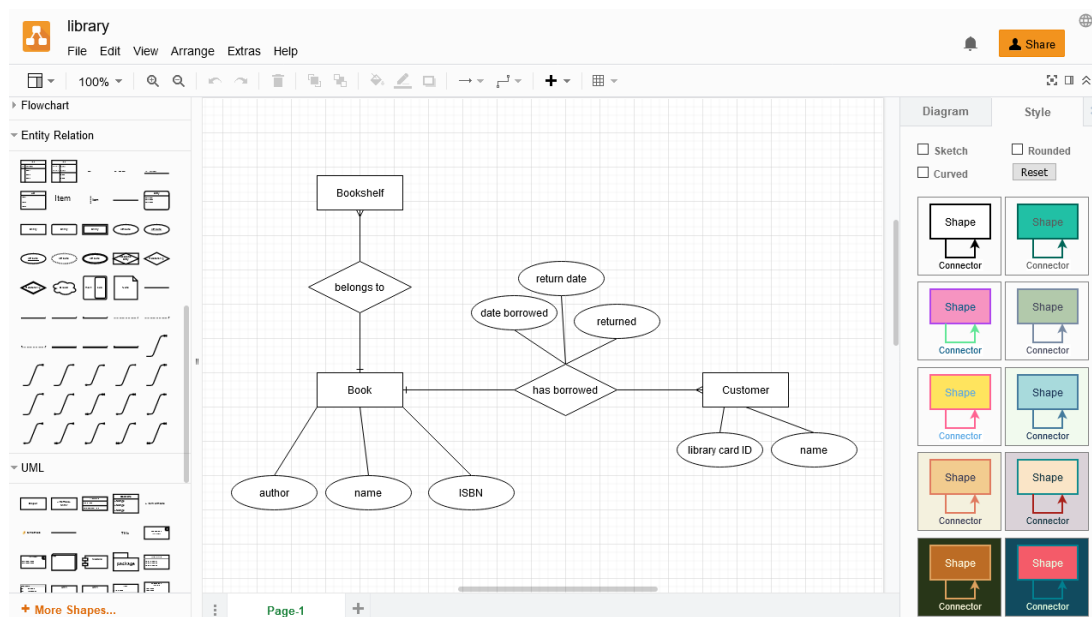 library
File Edit View Arrange Extras Help
Share
100%
Flowchart
Entity Relation
Item
UML
package
+ More Shapes...
Bookshelf
belongs to
return date
date borrowed
returned
Book
has borrowed
Customer
library card ID
name
author
name
ISBN
Page-1
Diagram
Style
Sketch
Rounded
Curved
Reset
Shape
Connector
Shape
Connector
Shape
Connector
Shape
Connector
Shape
Connector
Shape
Connector
Shape
Connector
Shape
Connector
Shape
Connector
Shape
Connector